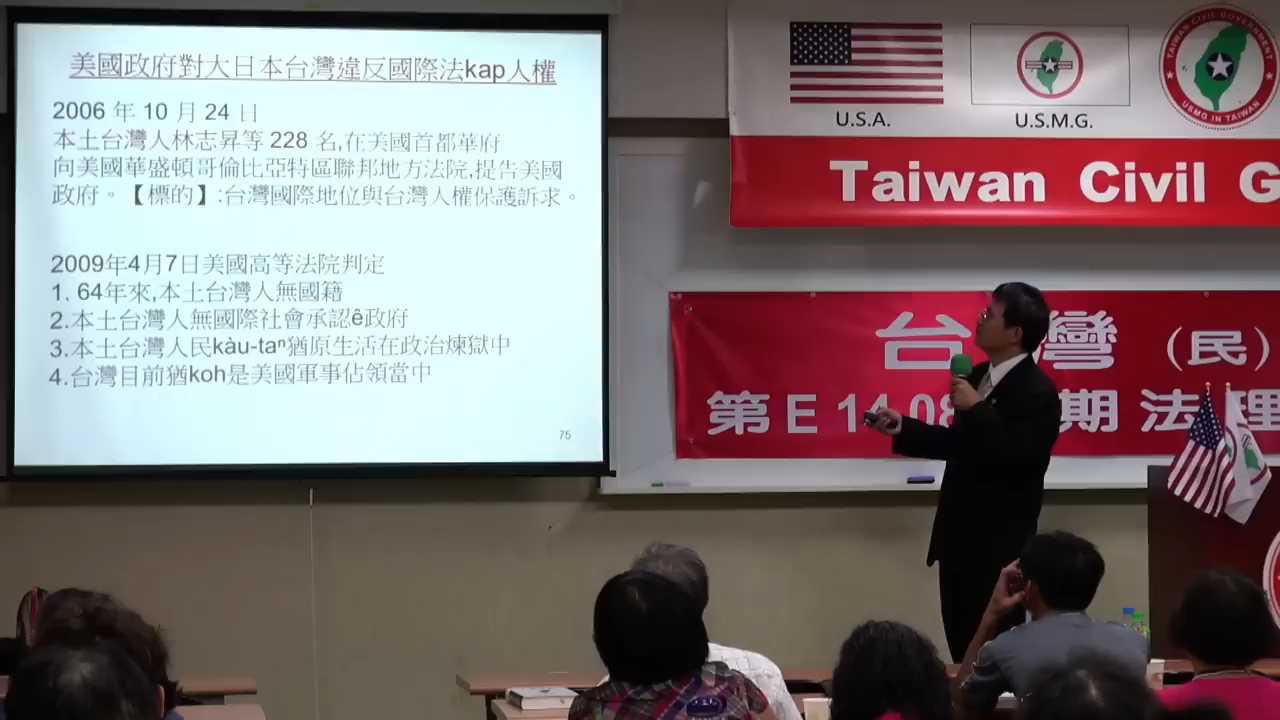 美國政府對大日本台灣違反國際法kap人權
2006 年 10 月 24 日
本土台灣人林志昇等 228 名,在美國首都華府
向美國華盛頓哥倫比亞特區聯邦地方法院,提告美國
政府。【標的】:台灣國際地位與台灣人權保護訴求。
2009年4月7日美國高等法院判定
1. 64年來,本土台灣人無國籍
2.本土台灣人無國際社會承認ê政府
3.本土台灣人民kàu-taⁿ猶原生活在政治煉獄中
4.台灣目前猶koh是美國軍事佔領當中
75
U.S.A.
U.S.M.G.
TAIWAN CIVIL GOVERNMENT
USMG IN TAIWAN
Taiwan Civil G
台灣（民）
第 E 14 08 期 法 理